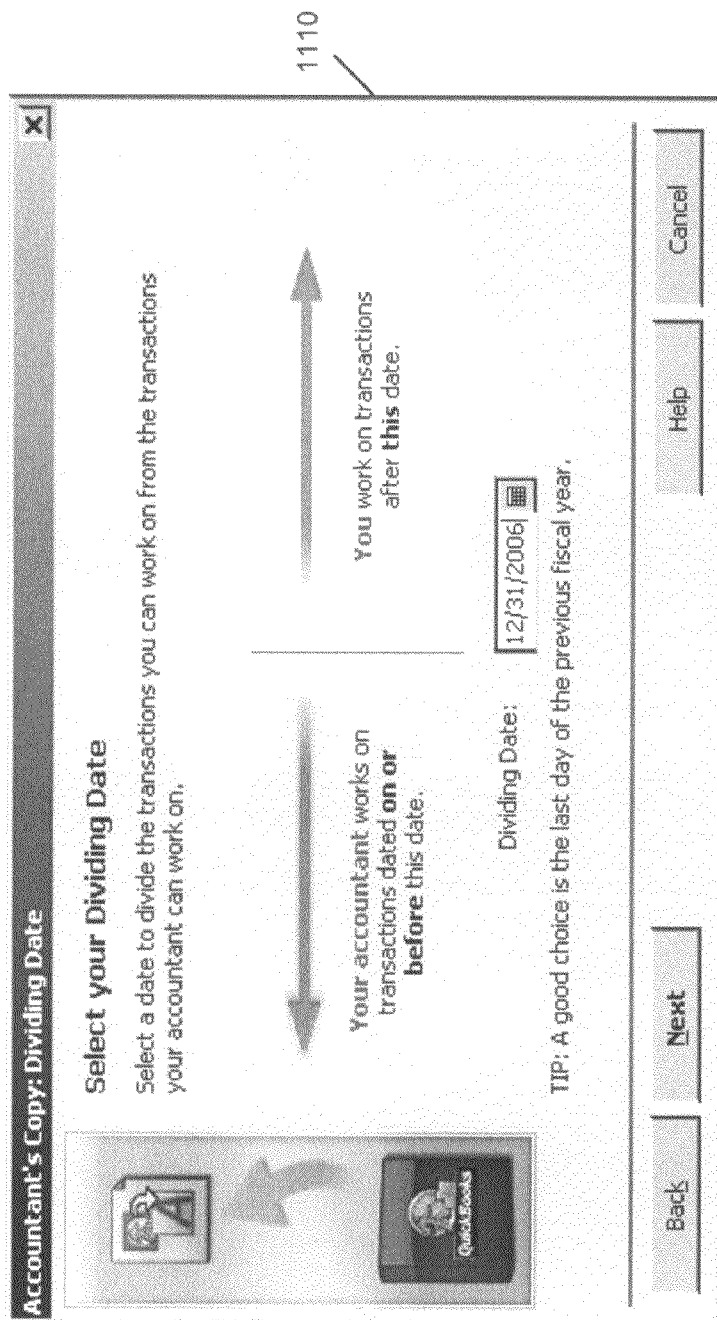 1110
Accountant's Copy: Dividing Date
Select your Dividing Date
Select a date to divide the transactions you can work on from the transactions
your accountant can work on.
Your accountant works on
transactions dated on or
before this date.
You work on transactions
after this date.
Dividing Date:
12/31/2006
TIP: A good choice is the last day of the previous fiscal year.
QuickBooks
Back
Next
Help
Cancel